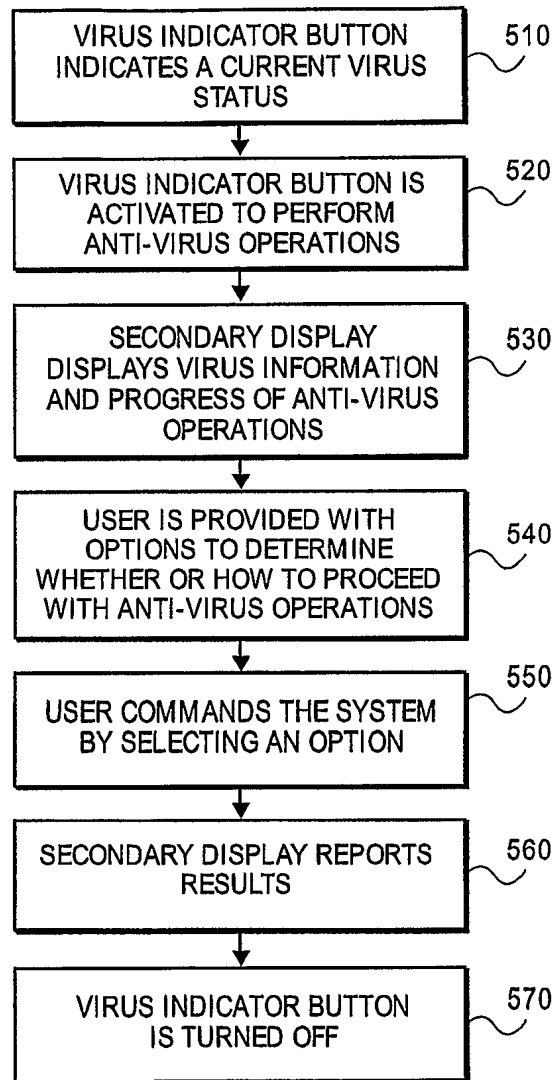 VIRUS INDICATOR BUTTON
INDICATES A CURRENT VIRUS
STATUS
510
VIRUS INDICATOR BUTTON IS
ACTIVATED TO PERFORM
ANTI-VIRUS OPERATIONS
520
SECONDARY DISPLAY
DISPLAYS VIRUS INFORMATION
AND PROGRESS OF ANTI-VIRUS
OPERATIONS
530
USER IS PROVIDED WITH
OPTIONS TO DETERMINE
WHETHER OR HOW TO PROCEED
WITH ANTI-VIRUS OPERATIONS
540
USER COMMANDS THE SYSTEM
BY SELECTING AN OPTION
550
SECONDARY DISPLAY REPORTS
RESULTS
560
VIRUS INDICATOR BUTTON
IS TURNED OFF
570